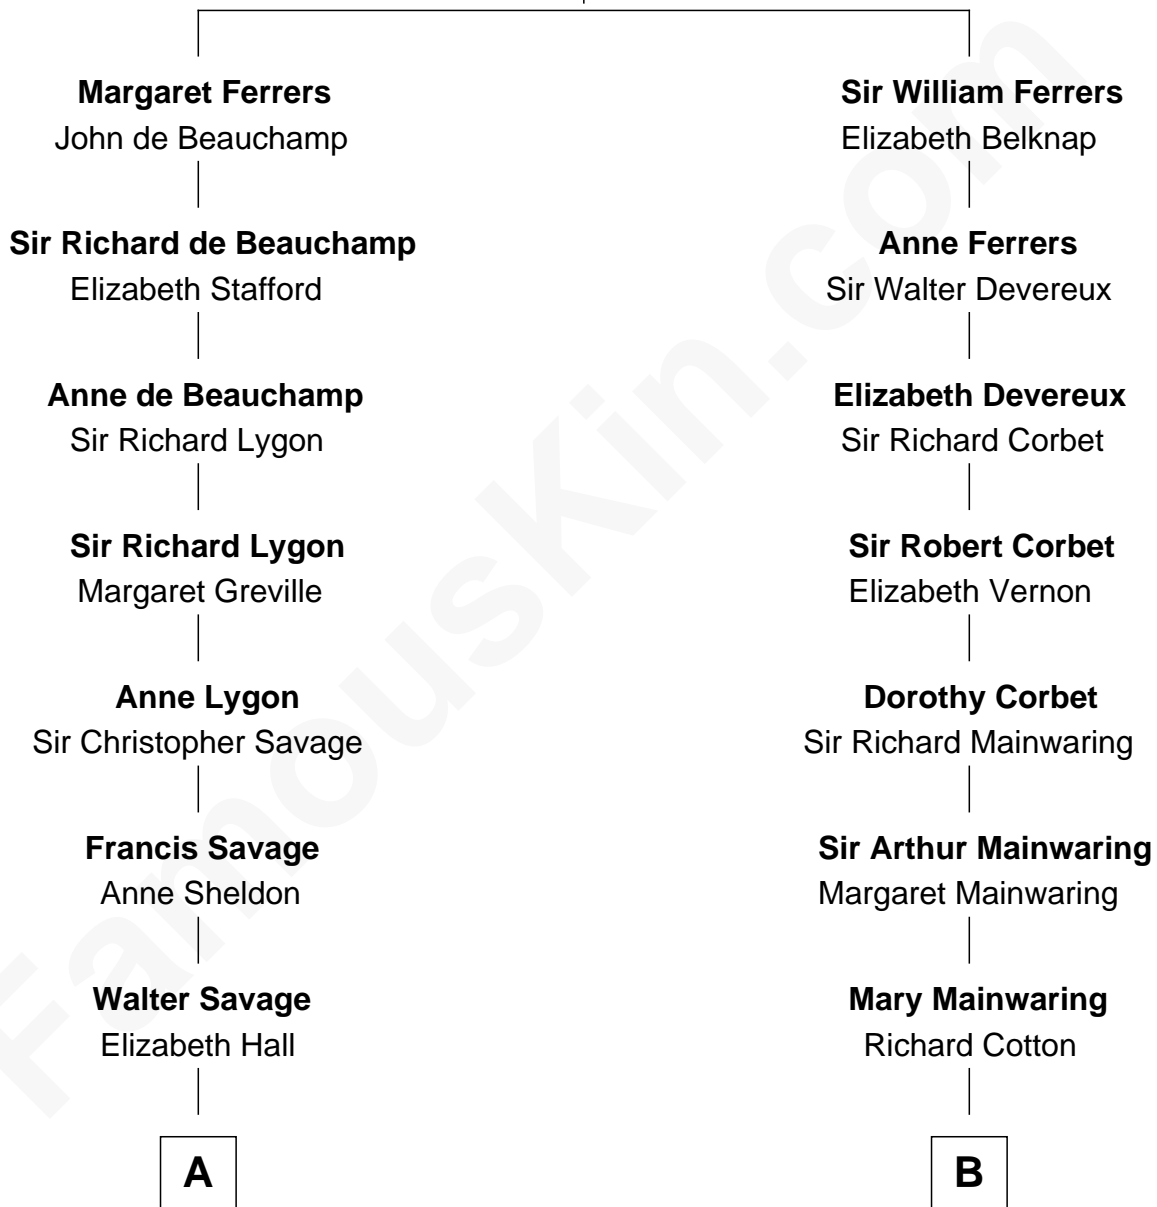 Margaret Ferrers
John de Beauchamp
Sir Richard de Beauchamp
Elizabeth Stafford
Anne de Beauchamp
Sir Richard Lygon
Sir Richard Lygon
Margaret Greville
Anne Lygon
Sir Christopher Savage
Francis Savage
Anne Sheldon
Walter Savage
Elizabeth Hall
A
Sir William Ferrers
Elizabeth Belknap
Anne Ferrers
Sir Walter Devereux
Elizabeth Devereux
Sir Richard Corbet
Sir Robert Corbet
Elizabeth Vernon
Dorothy Corbet
Sir Richard Mainwaring
Sir Arthur Mainwaring
Margaret Mainwaring
Mary Mainwaring
Richard Cotton
B
FamousKin.com